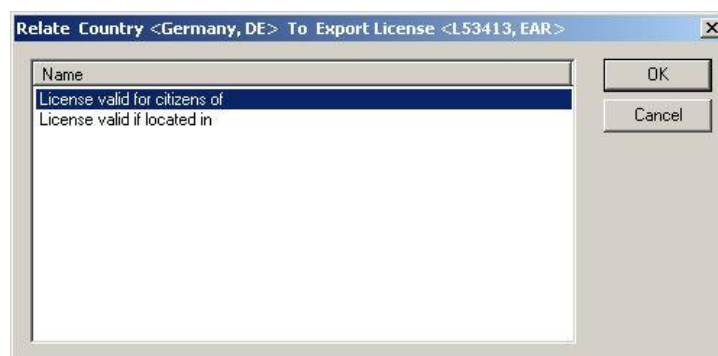 Relate Country <Germany, DE> To Export License <L53413, EAR>
Name
License valid for citizens of
License valid if located in
OK
Cancel